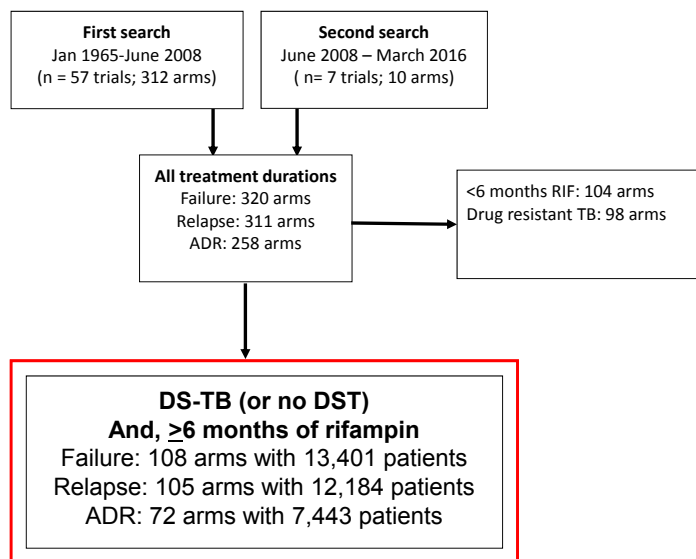 First search
Jan 1965-June 2008
(n = 57 trials; 312 arms)
Second search
June 2008 – March 2016
( n= 7 trials; 10 arms)
All treatment durations
Failure: 320 arms
Relapse: 311 arms
ADR: 258 arms
<6 months RIF: 104 arms
Drug resistant TB: 98 arms
DS-TB (or no DST)
And, >6 months of rifampin
Failure: 108 arms with 13,401 patients
Relapse: 105 arms with 12,184 patients
ADR: 72 arms with 7,443 patients